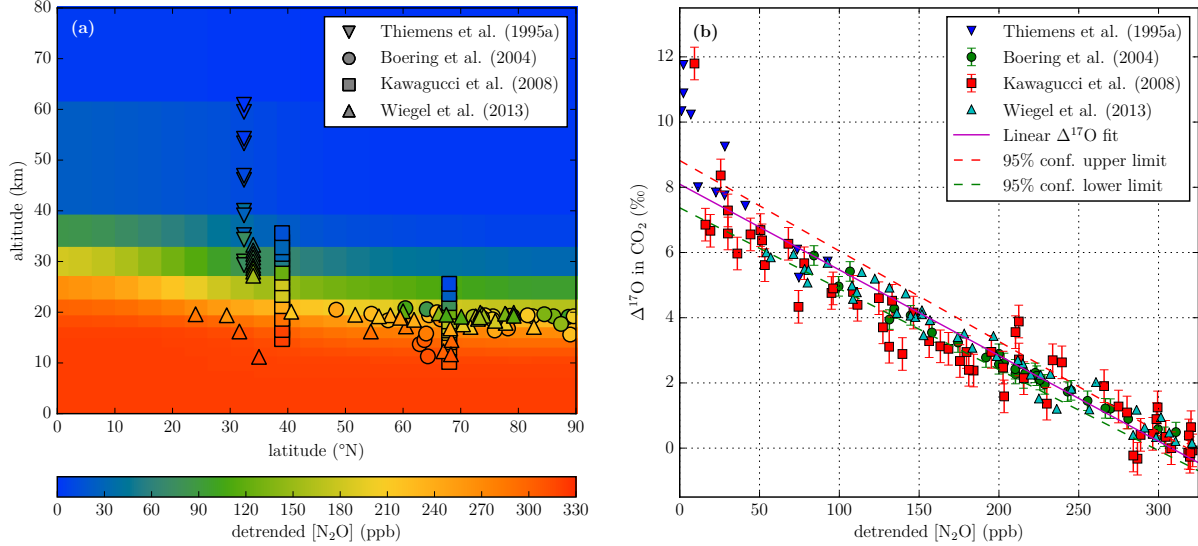 (a)
Thiemens et al. (1995a)
Boering et al. (2004)
Kawagucci et al. (2008)
Wiegel et al. (2013)
80
70
60
50
40
30
20
10
0
altitude (km)
0 10 20 30 40 50 60 70 80 90
latitude (°N)
0 30 60 90 120 150 180 210 240 270 300 330
detrended [N₂O] (ppb)
(b)
Thiemens et al. (1995a)
Boering et al. (2004)
Kawagucci et al. (2008)
Wiegel et al. (2013)
Linear Δ¹⁷O fit
95% conf. upper limit
95% conf. lower limit
12
10
8
6
4
2
0
Δ¹⁷O in CO₂ (‰)
0 50 100 150 200 250 300
detrended [N₂O] (ppb)